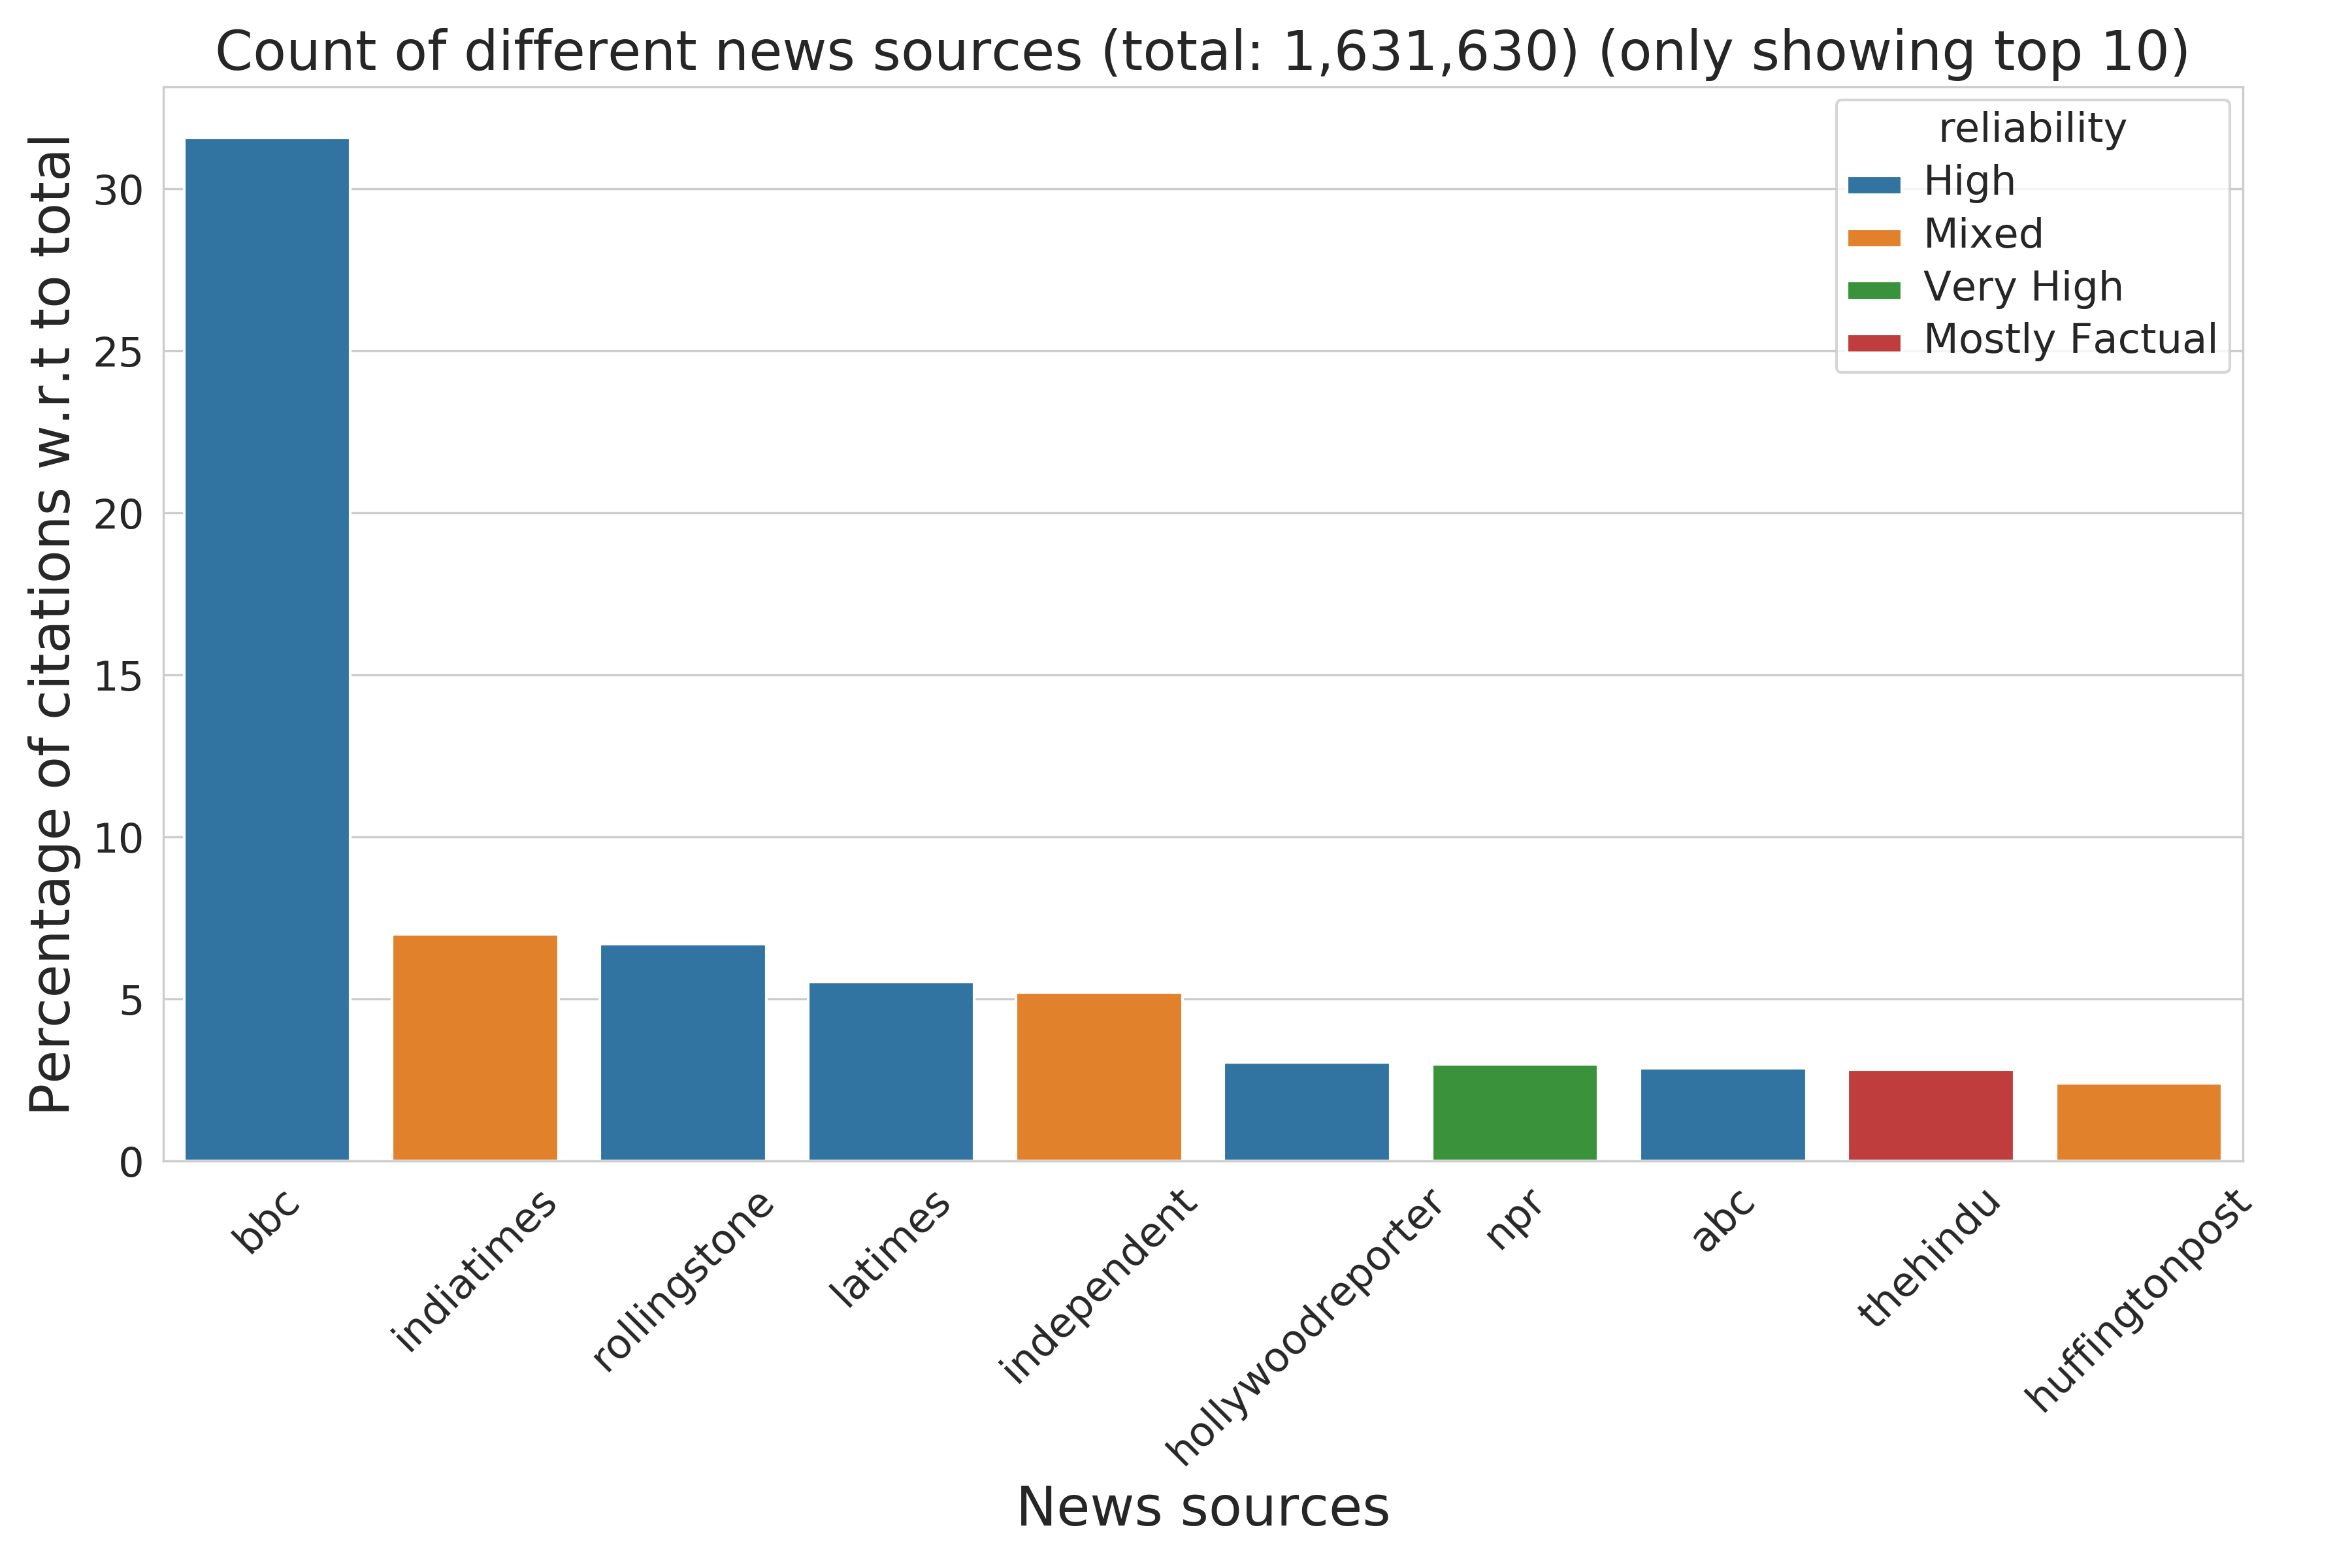 Count of different news sources (total: 1,631,630) (only showing top 10)
Percentage of citations w.r.t to total
30
25
20
15
10
5
0
reliability
High
Mixed
Very High
Mostly Factual
bbc
indiatimes
rollingstone
latimes
independent
hollywoodreporter
npr
abc
thehindu
huffingtonpost
News sources